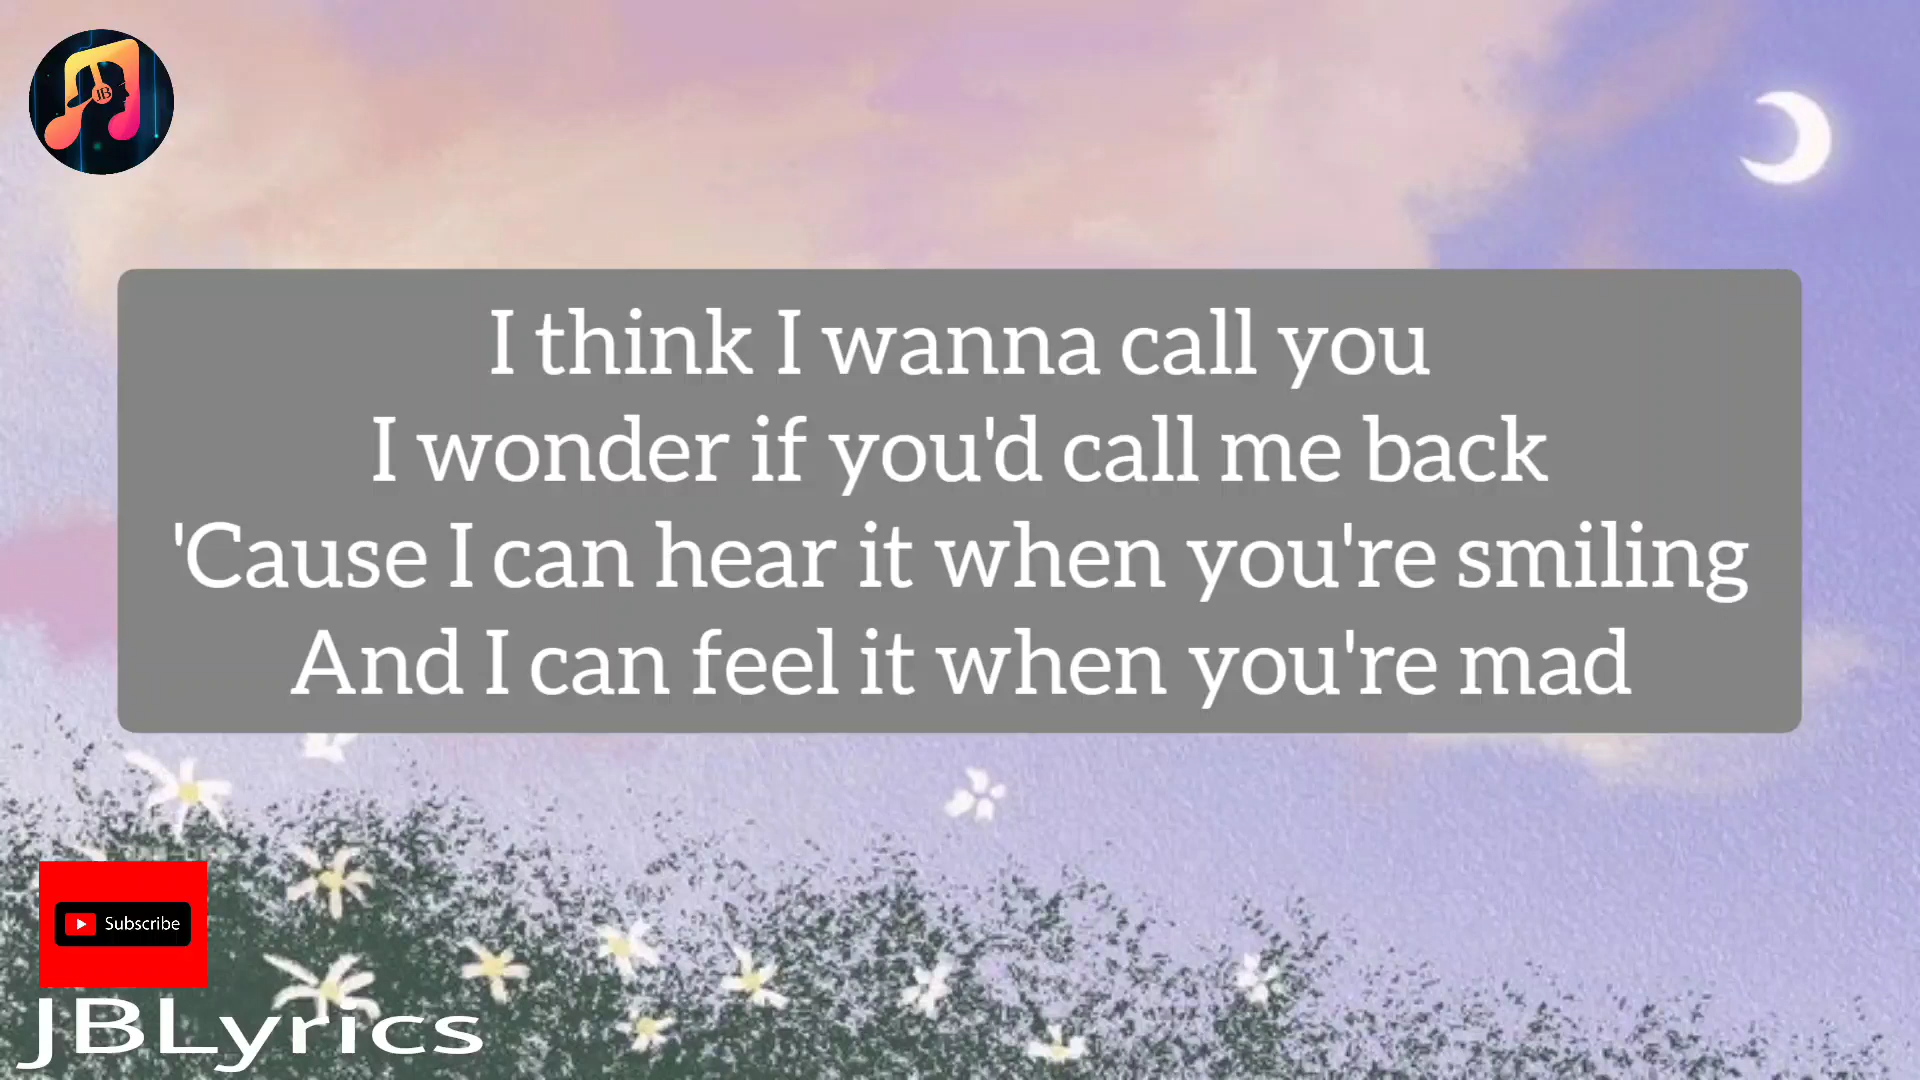 JB
I think I wanna call you
I wonder if you'd call me back
'Cause I can hear it when you're smiling
And I can feel it when you're mad
Subscribe
JBLyrics